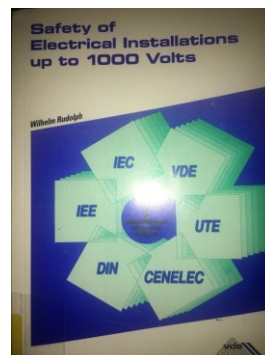 Safety of
Electrical Installations
up to 1000 Volts
Wilhelm Rudolph
IEC
VDE
IEE
UTE
DIN
CENELEC
vde